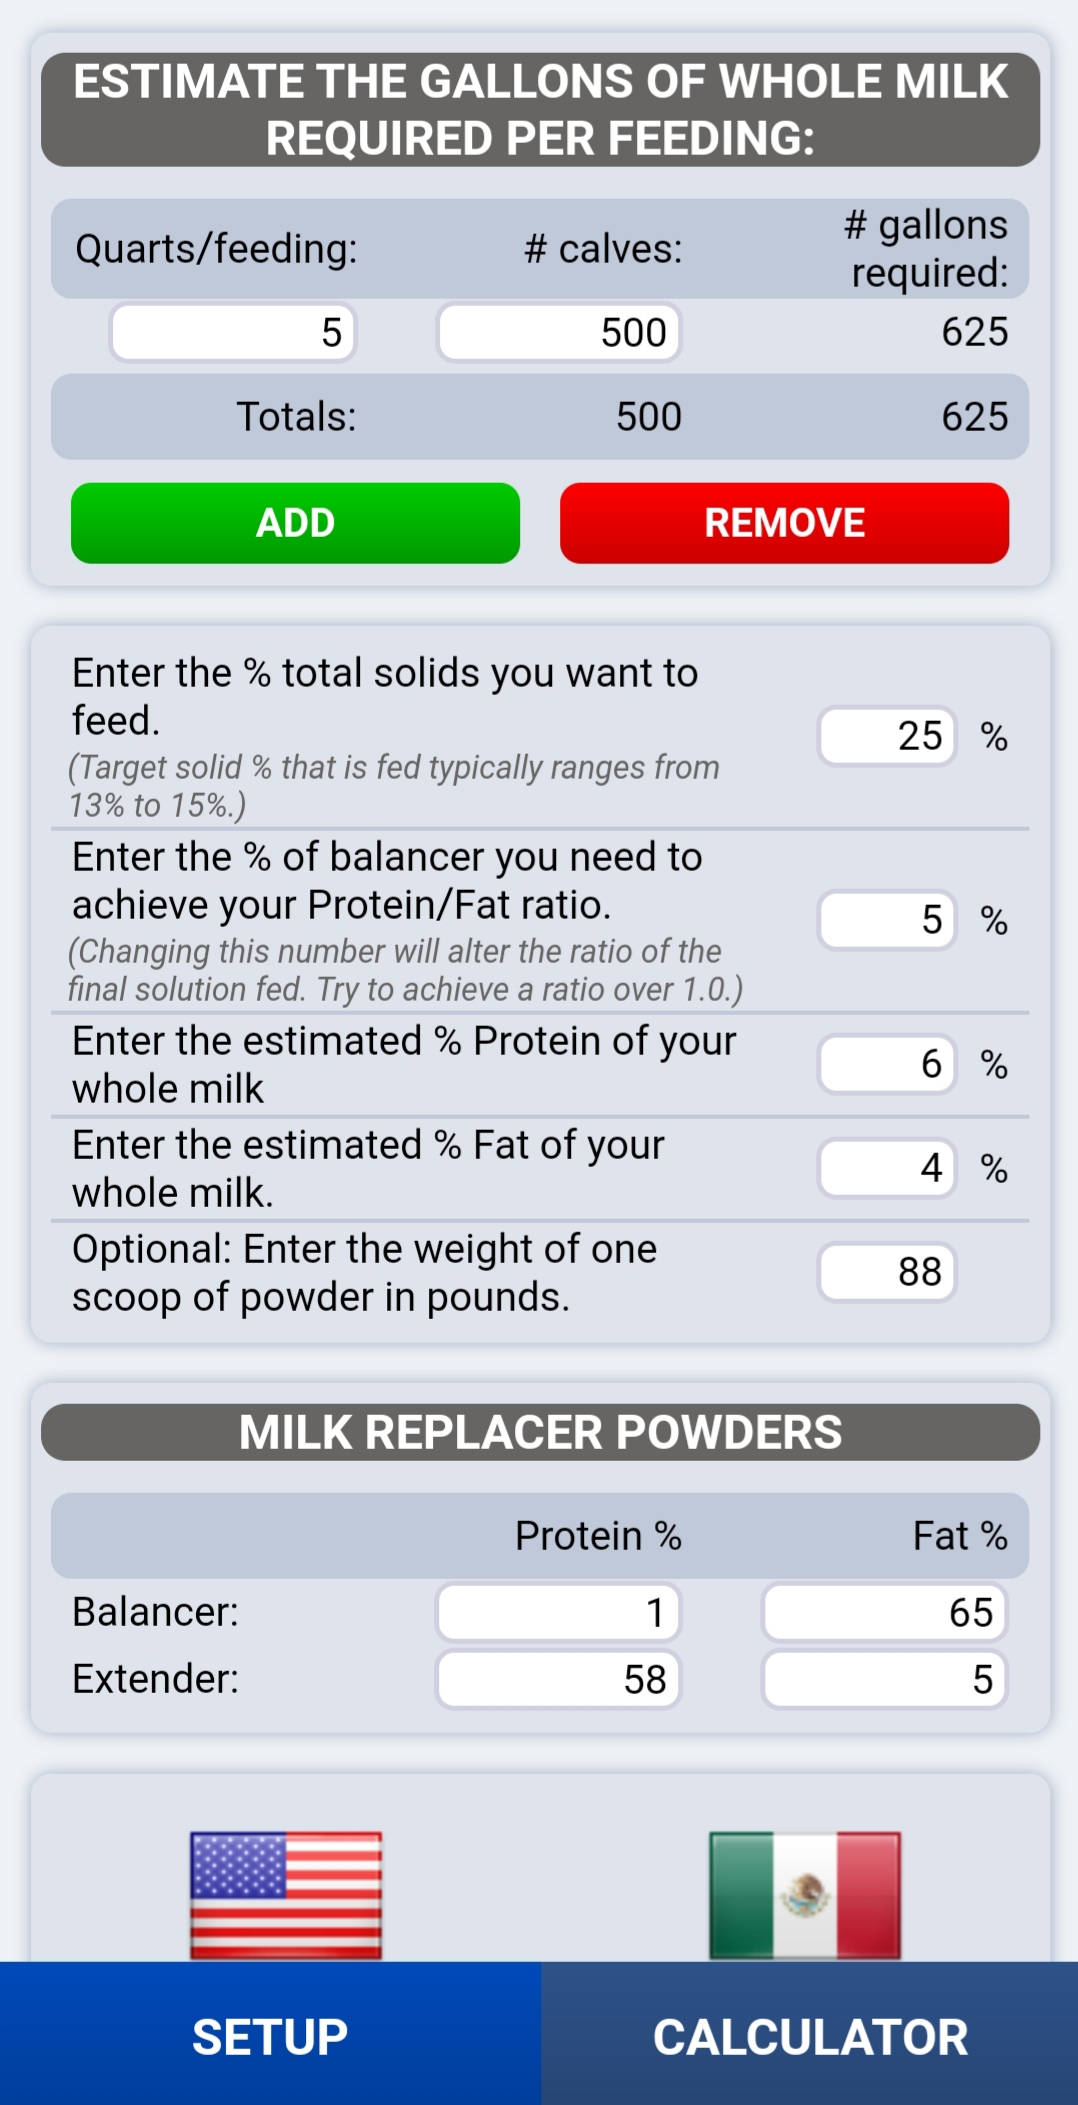 ESTIMATE THE GALLONS OF WHOLE MILK
REQUIRED PER FEEDING:
Quarts/feeding: # calves: # gallons
required:
5 500 625
Totals: 500 625
ADD REMOVE
Enter the % total solids you want to
feed.
(Target solid % that is fed typically ranges from
13% to 15%.)
25 %
Enter the % of balancer you need to
achieve your Protein/Fat ratio.
(Changing this number will alter the ratio of the
final solution fed. Try to achieve a ratio over 1.0.)
5 %
Enter the estimated % Protein of your
whole milk
6 %
Enter the estimated % Fat of your
whole milk.
4 %
Optional: Enter the weight of one
scoop of powder in pounds.
88
MILK REPLACER POWDERS
Protein % Fat %
Balancer: 1 65
Extender: 58 5
SETUP CALCULATOR